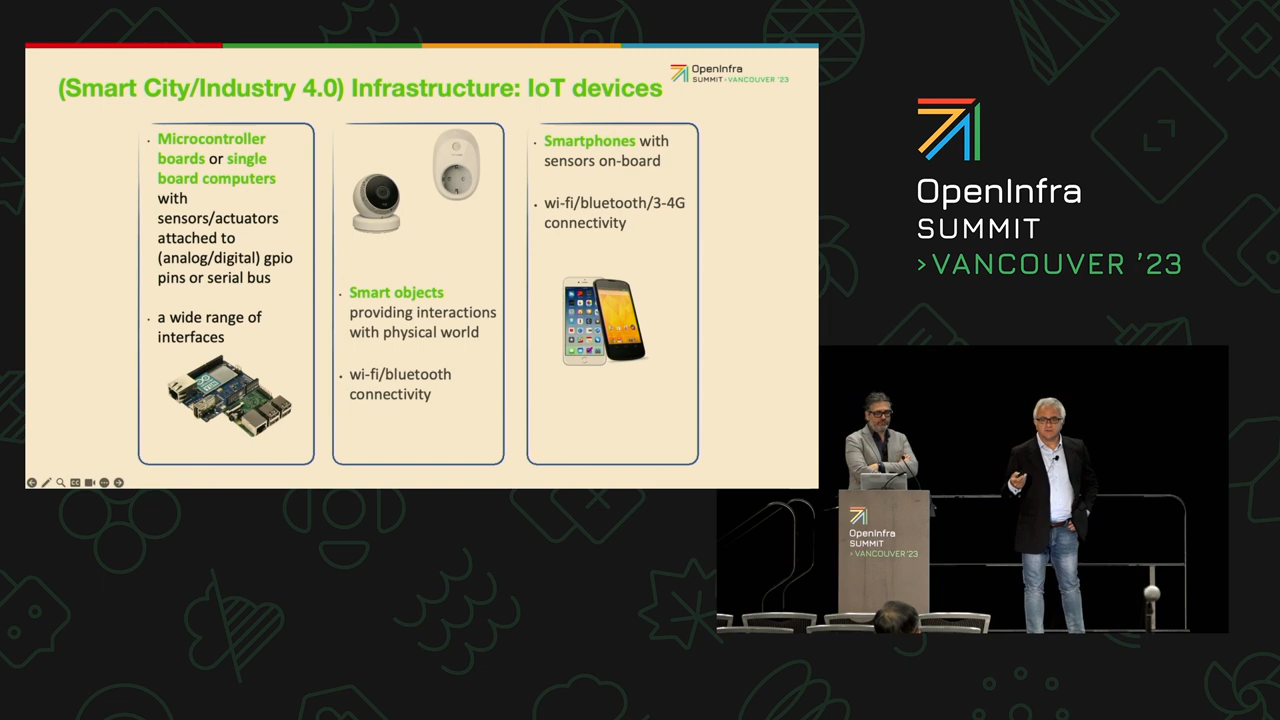 (Smart City/Industry 4.0) Infrastructure: IoT devices
OpenInfra
SUMMIT >VANCOUVER '23
· Microcontroller
boards or single
board computers
with
sensors/actuators
attached to
(analog/digital) gpio
pins or serial bus
· a wide range of
interfaces
· Smart objects
providing interactions
with physical world
· wi-fi/bluetooth
connectivity
· Smartphones with
sensors on-board
· wi-fi/bluetooth/3-4G
connectivity
OpenInfra
SUMMIT
>VANCOUVER '23
OpenInfra
SUMMIT
>VANCOUVER '23